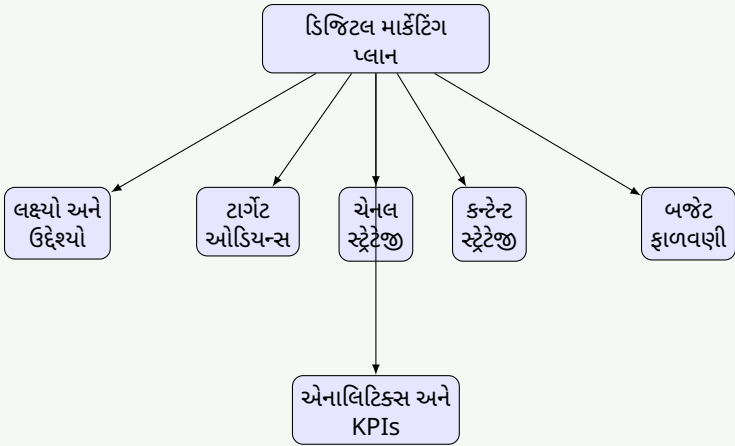 ડિજિટલ માર્કેટિંગ
પ્લાન
લક્ષ્યો અને
ઉદ્દેશ્યો
ટાર્ગેટ
ઓડિયન્સ
ચેનલ
સ્ટ્રેટેજી
કન્ટેન્ટ
સ્ટ્રેટેજી
બજેટ
ફાળવણી
એનાલિટિક્સ અને
KPIs